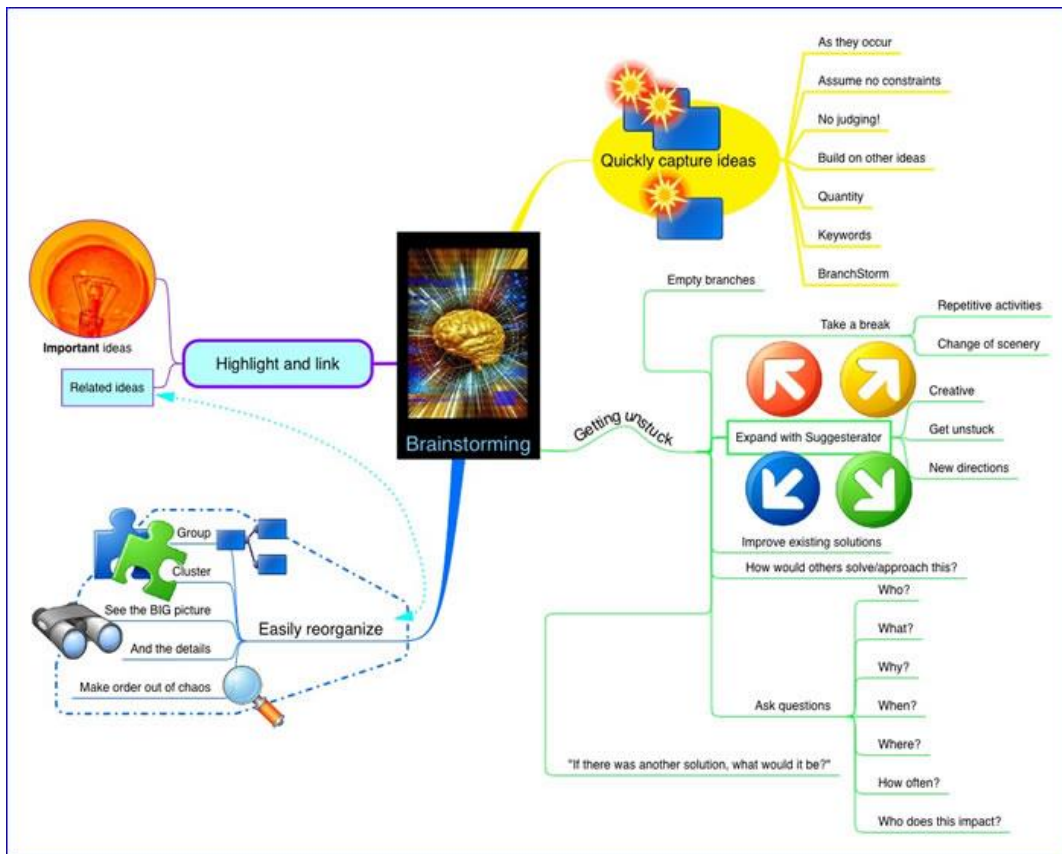 As they occur
Assume no constraints
No judging!
Build on other ideas
Quantity
Keywords
BranchStorm
Quickly capture ideas
Empty branches
Take a break
Repetitive activities
Change of scenery
Important ideas
Highlight and link
Related ideas
Brainstorming
Getting unstuck
Expand with Suggesterator
Creative
Get unstuck
New directions
Improve existing solutions
How would others solve/approach this?
Group
Cluster
See the BIG picture
And the details
Make order out of chaos
Easily reorganize
Ask questions
Who?
What?
Why?
When?
Where?
How often?
Who does this impact?
"If there was another solution, what would it be?"